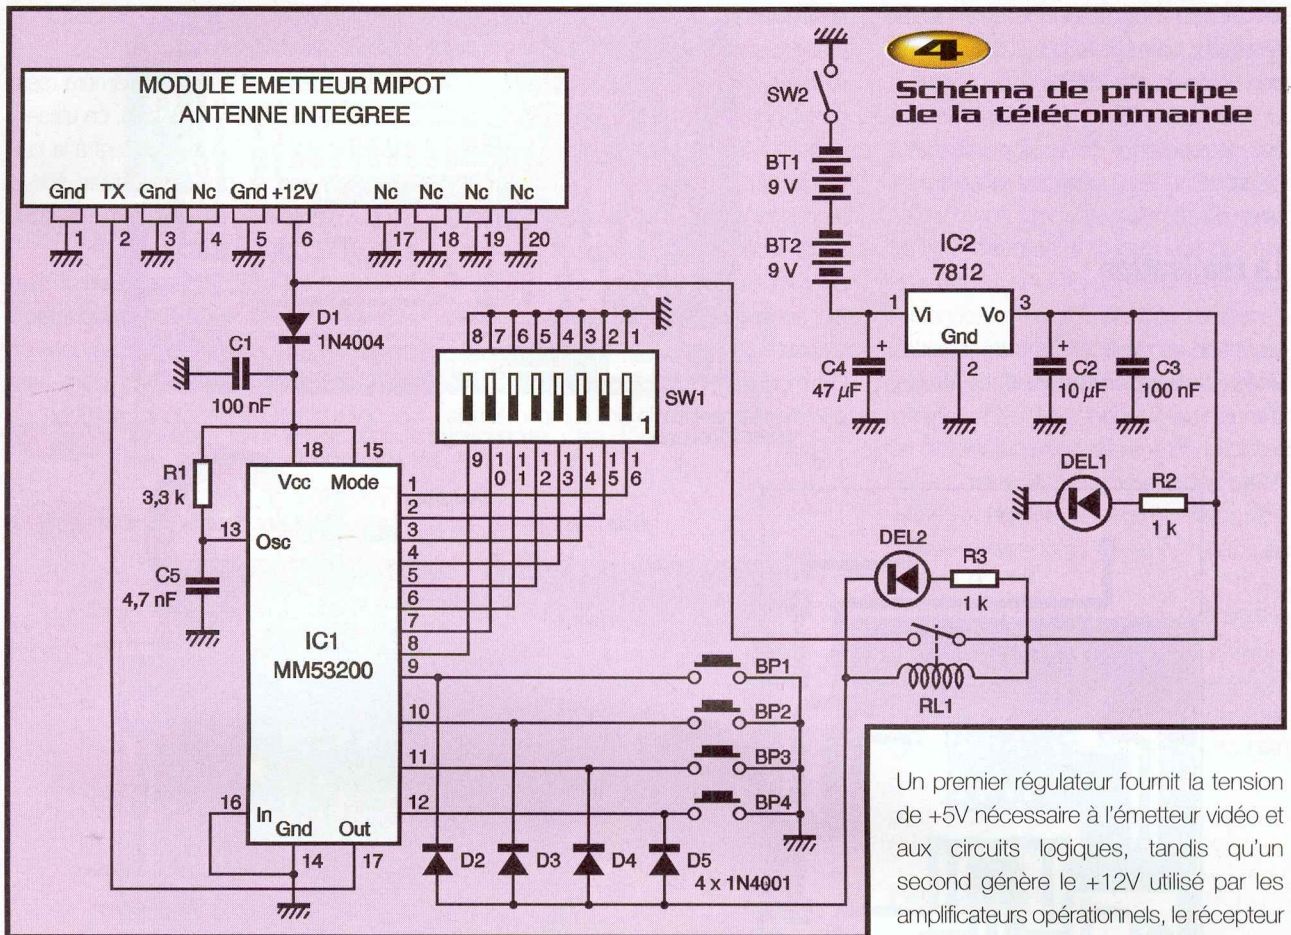 4
Schéma de principe
de la télécommande
MODULE EMETTEUR MIPOT
ANTENNE INTEGREE
Gnd TX Gnd Nc Gnd +12V Nc Nc Nc Nc
1 2 3 4 5 6 17 18 19 20
SW2
BT1
9 V
BT2
9 V
IC2
7812
1 Vi Vo 3
Gnd
2
C4
47 µF
+
C2
10 µF
+
C3
100 nF
D1
1N4004
C1
100 nF
8 7 6 5 4 3 2 1
SW1
1
9 10 11 12 13 14 15 16
R1
3,3 k
C5
4,7 nF
18 15
Vcc Mode
13 Osc
IC1
MM53200
1
2
3
4
5
6
7
8
9
10
11
12
16 In
Gnd Out
14 17
BP1
BP2
BP3
BP4
D2 D3 D4 D5
4 x 1N4001
DEL1
R2
1 k
DEL2
R3
1 k
RL1
Un premier régulateur fournit la tension
de +5V nécessaire à l'émetteur vidéo et
aux circuits logiques, tandis qu'un
second génère le +12V utilisé par les
amplificateurs opérationnels, le récepteur